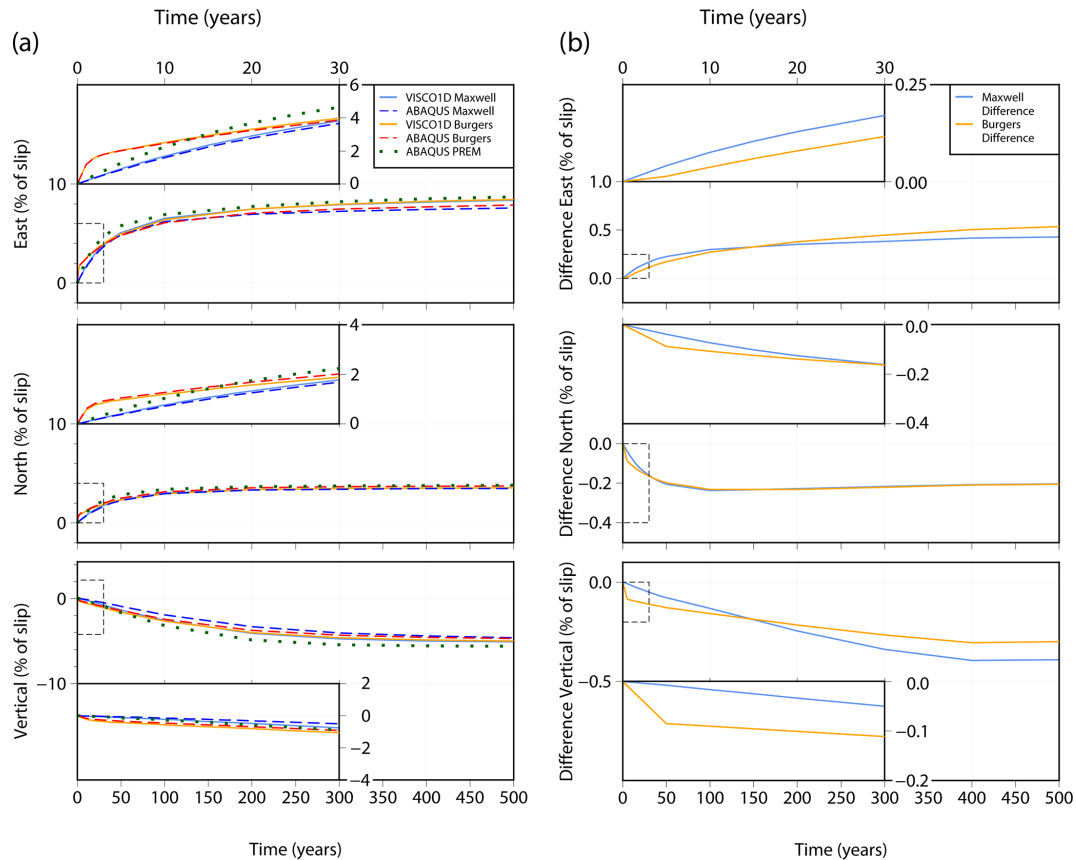 Time (years)
Time (years)
(a)
(b)
0
10
20
30
0
10
20
30
6
4
2
0
VISCO1D Maxwell
ABAQUS Maxwell
VISCO1D Burgers
ABAQUS Burgers
ABAQUS PREM
East (% of slip)
10
0
0.25
0.00
Maxwell
Difference
Burgers
Difference
Difference East (% of slip)
1.0
0.5
0.0
4
2
0
North (% of slip)
10
0
0.0
−0.2
−0.4
Difference North (% of slip)
0.0
−0.2
−0.4
Vertical (% of slip)
0
−10
2
0
−2
−4
Difference Vertical (% of slip)
0.0
−0.5
0.0
−0.1
−0.2
0 50 100 150 200 250 300 350 400 450 500
0 50 100 150 200 250 300 350 400 450 500
Time (years)
Time (years)